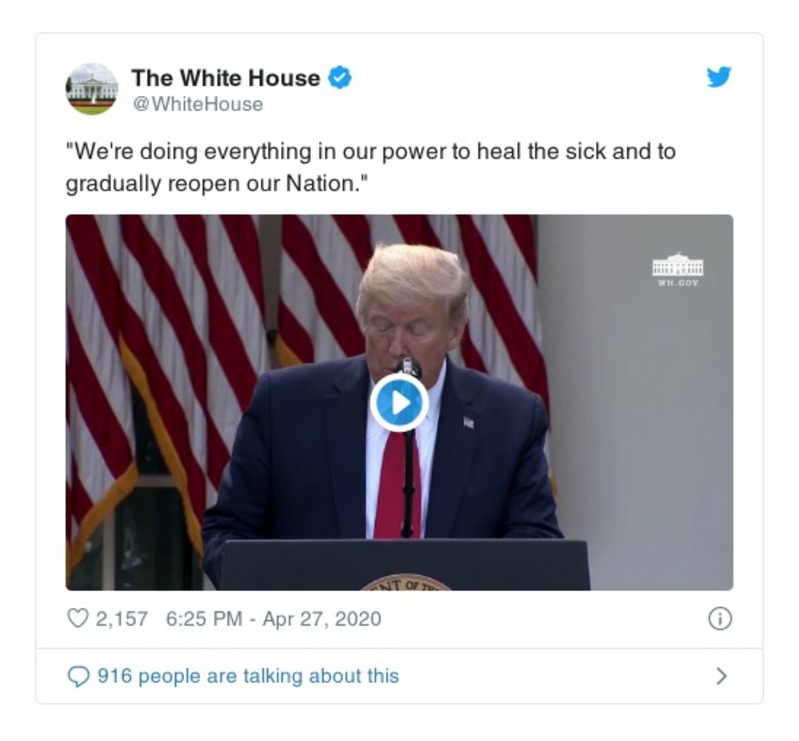 The White House
@WhiteHouse
"We're doing everything in our power to heal the sick and to
gradually reopen our Nation."
WH.GOV
NT OF THE
2,157 6:25 PM - Apr 27, 2020
916 people are talking about this